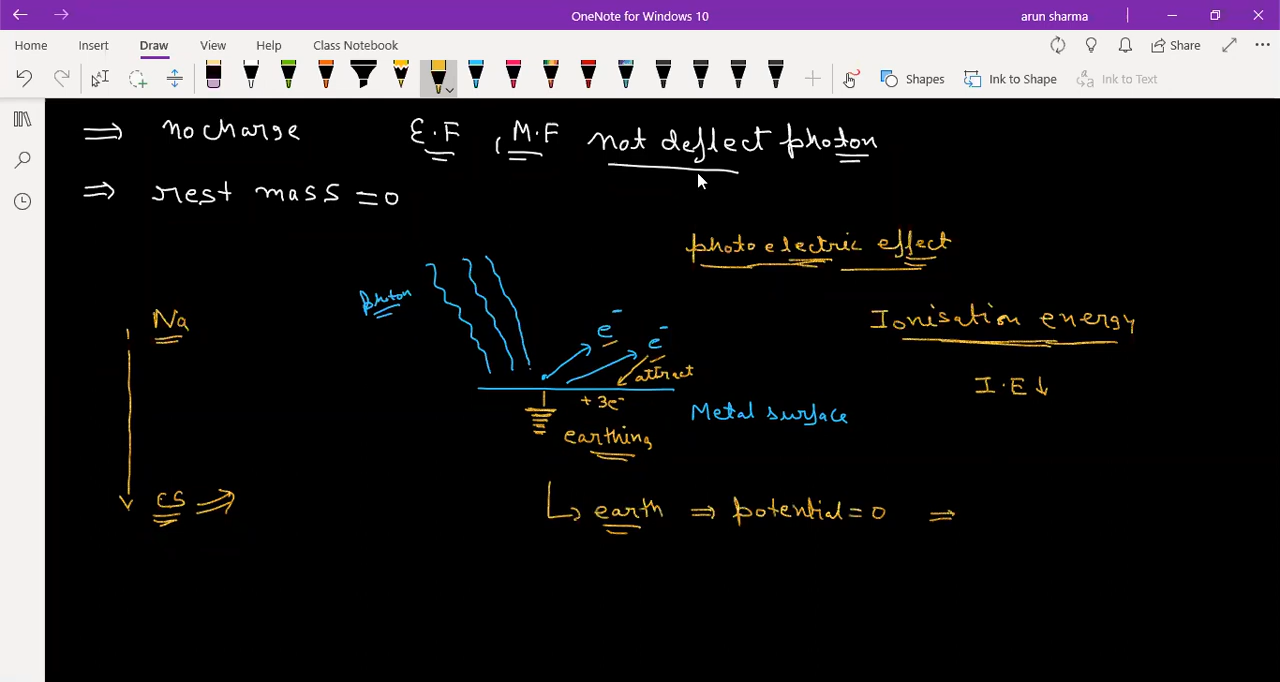 OneNote for Windows 10
arun sharma
Home Insert Draw View Help Class Notebook
Share
Shapes Ink to Shape Ink to Text
⇒ no charge E.F , M.F not deflect photon
⇒ rest mass = 0
photoelectric effect
photon
Na
Ionisation energy
e⁻ e⁻
attract
I.E↓
+ 3e⁻
Metal surface
earthing
Cs ⇒
↳ earth ⇒ potential = 0 ⇒